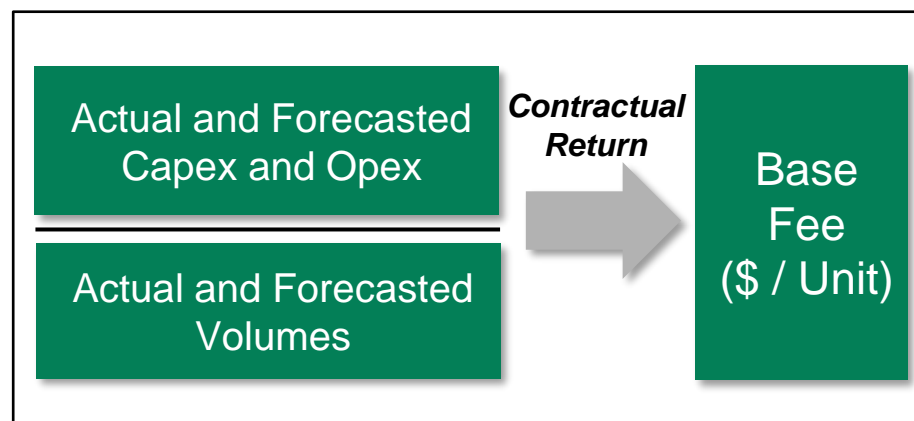 Actual and Forecasted
Capex and Opex
Contractual
Return
Base
Fee
($ / Unit)
Actual and Forecasted
Volumes